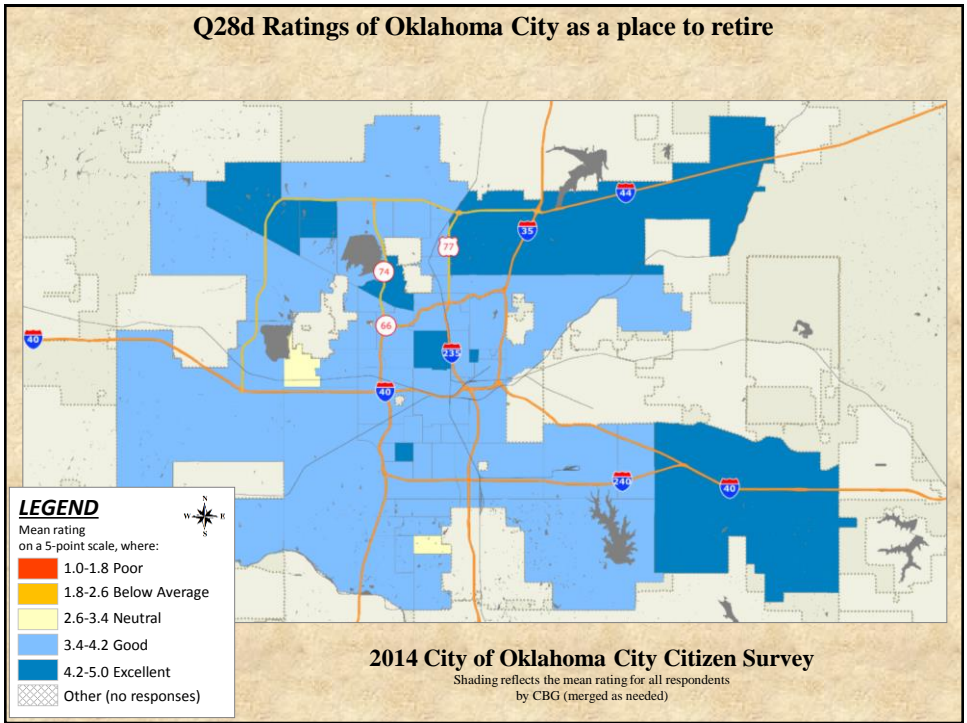 Q28d Ratings of Oklahoma City as a place to retire
44
35
77
74
66
40
235
40
240
40
LEGEND
N
W E
S
Mean rating
on a 5-point scale, where:
1.0-1.8 Poor
1.8-2.6 Below Average
2.6-3.4 Neutral
3.4-4.2 Good
4.2-5.0 Excellent
Other (no responses)
2014 City of Oklahoma City Citizen Survey
Shading reflects the mean rating for all respondents
by CBG (merged as needed)